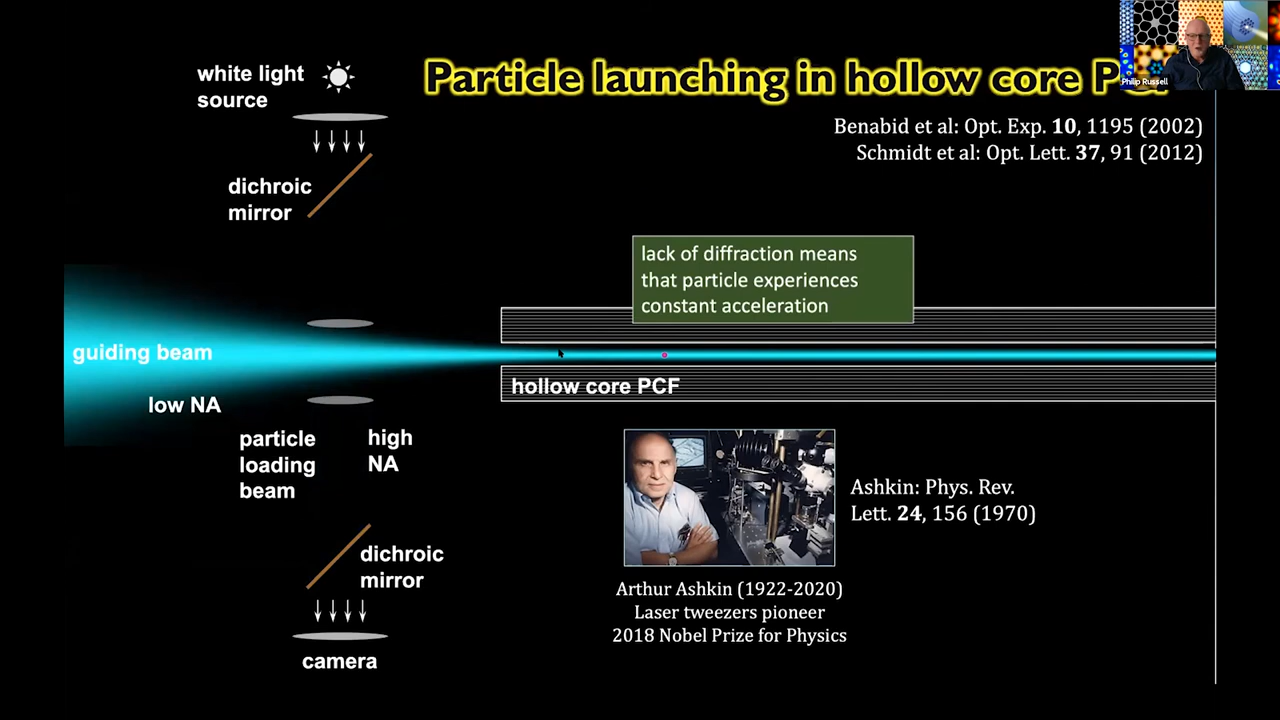 white light
source
Particle launching in hollow core
Philip Russell
Benabid et al: Opt. Exp. 10, 1195 (2002)
Schmidt et al: Opt. Lett. 37, 91 (2012)
dichroic
mirror
lack of diffraction means
that particle experiences
constant acceleration
guiding beam
hollow core PCF
low NA
particle
loading
beam
high
NA
Ashkin: Phys. Rev.
Lett. 24, 156 (1970)
dichroic
mirror
Arthur Ashkin (1922-2020)
Laser tweezers pioneer
2018 Nobel Prize for Physics
camera